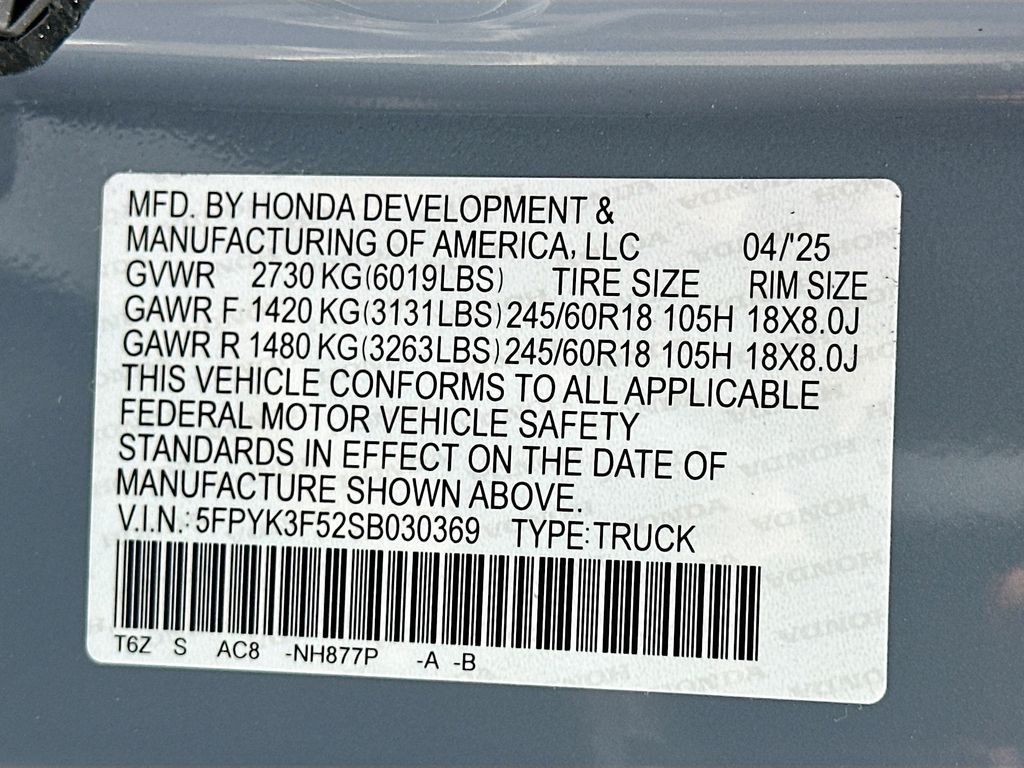 MFD. BY HONDA DEVELOPMENT &
MANUFACTURING OF AMERICA, LLC 04/'25
GVWR 2730 KG(6019LBS) TIRE SIZE RIM SIZE
GAWR F 1420 KG(3131LBS) 245/60R18 105H 18X8.0J
GAWR R 1480 KG(3263LBS) 245/60R18 105H 18X8.0J
THIS VEHICLE CONFORMS TO ALL APPLICABLE
FEDERAL MOTOR VEHICLE SAFETY
STANDARDS IN EFFECT ON THE DATE OF
MANUFACTURE SHOWN ABOVE.
V.I.N.: 5FPYK3F52SB030369 TYPE:TRUCK
T6Z S AC8 -NH877P -A -B